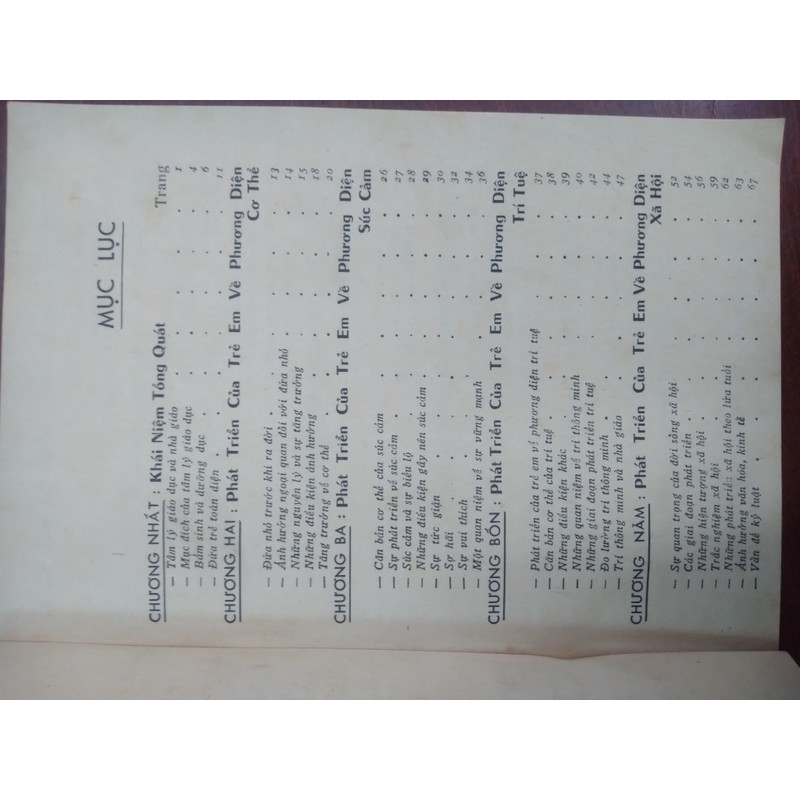 MỤC LỤC
Trang
CHƯƠNG NHẤT : Khái Niệm Tổng Quát
— Tâm lý giáo dục và nhà giáo . . . . 1
— Mục đích của tâm lý giáo dục . . . . 4
— Bẩm sinh và dưỡng dục . . . . . 6
— Đứa trẻ toàn diện . . . . . . 11
CHƯƠNG HAI : Phát Triển Của Trẻ Em Về Phương Diện
Cơ Thể
— Đứa nhỏ trước khi ra đời . . . . . 13
— Ảnh hưởng ngoại quan đối với đứa nhỏ . . . 14
— Những nguyên lý và sự tăng trưởng . . . 15
— Những điều kiện ảnh hưởng . . . . 18
— Tăng trưởng về cơ thể . . . . . 20
CHƯƠNG BA : Phát Triển Của Trẻ Em Về Phương Diện
Súc Cảm
— Căn bản cơ thể của súc cảm . . . . 26
— Sự phát triển về súc cảm . . . . . 27
— Súc cảm và sự biểu lộ . . . . . 28
— Những điều kiện gây nên súc cảm . . . . 29
— Sự tức giận . . . . . . . 30
— Sợ hãi . . . . . . . 32
— Sự vui thích . . . . . . . 34
— Một quan niệm về sự vững mạnh . . . . 36
CHƯƠNG BỐN : Phát Triển Của Trẻ Em Về Phương Diện
Trí Tuệ
— Phát triển của trẻ em về phương diện trí tuệ . . . 37
— Căn bản cơ thể của trí tuệ . . . . . 38
— Những điều kiện khác . . . . . 39
— Những quan niệm về trí thông minh . . . . 40
— Những giai đoạn phát triển trí tuệ . . . . 42
— Đo lường trí thông minh . . . . . 44
— Trí thông minh và nhà giáo . . . . . 47
CHƯƠNG NĂM : Phát Triển Của Trẻ Em Về Phương Diện
Xã Hội
— Sự quan trọng của đời sống xã hội . . . . 52
— Các giai đoạn phát triển . . . . . 54
— Những hiện tượng xã hội . . . . . 56
— Trắc nghiệm xã hội . . . . . . 59
— Những phát triển xã hội theo lứa tuổi . . . 62
— Ảnh hưởng văn hóa, kinh tế . . . . 63
— Vấn đề kỷ luật . . . . . . 67